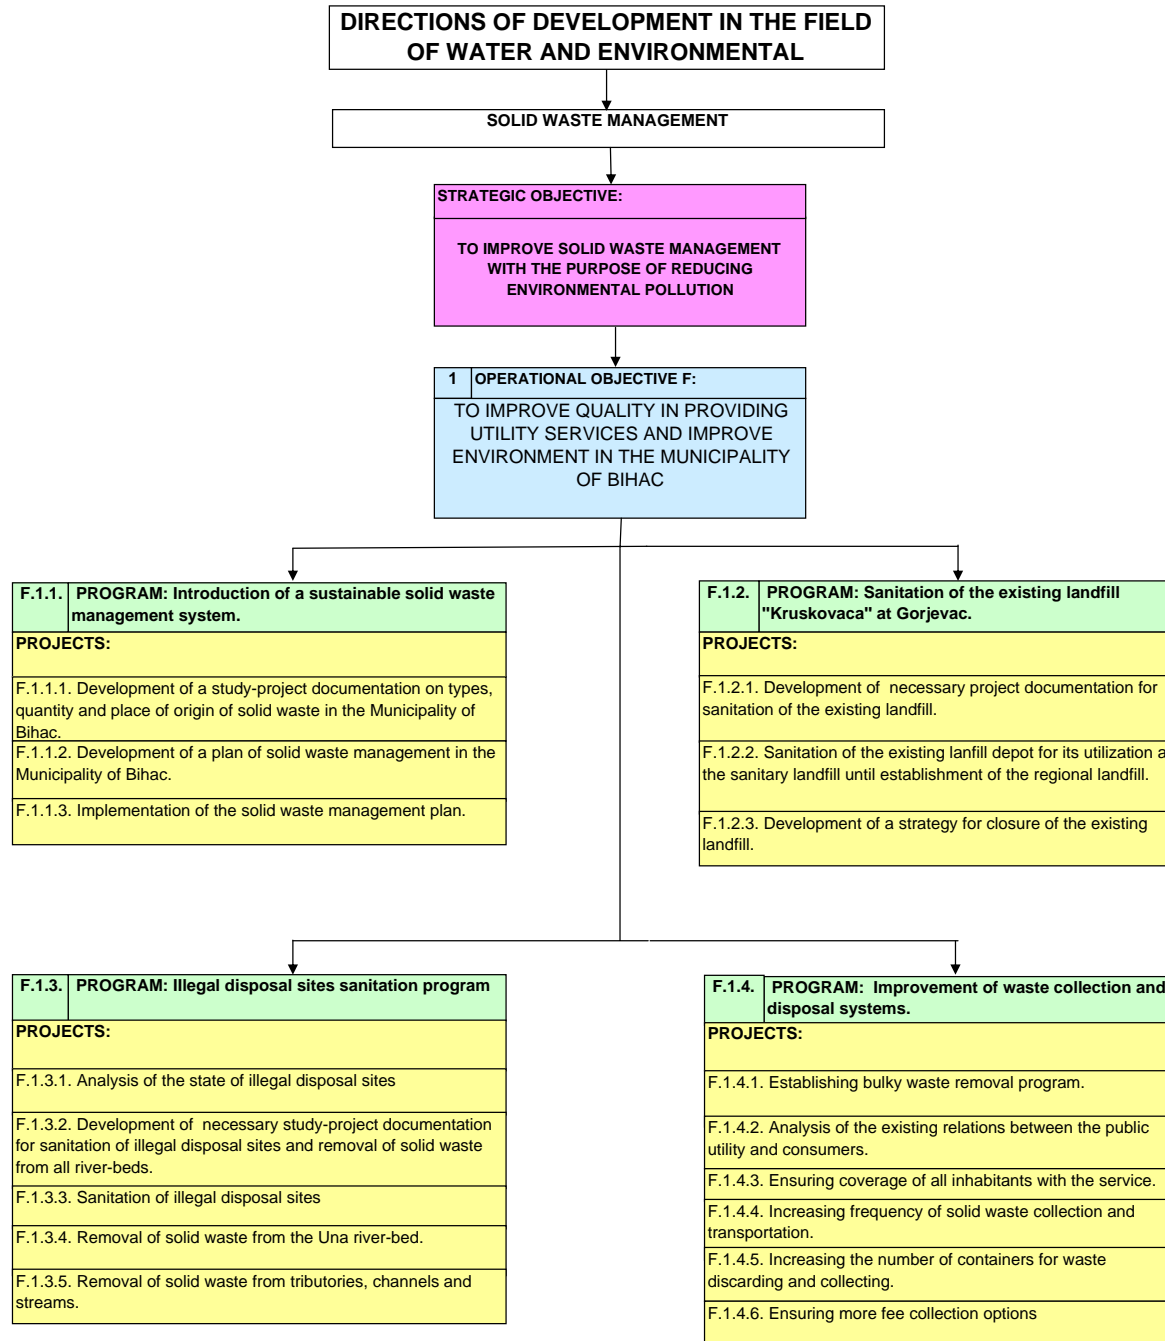 DIRECTIONS OF DEVELOPMENT IN THE FIELD
OF WATER AND ENVIRONMENTAL
SOLID WASTE MANAGEMENT
STRATEGIC OBJECTIVE:
TO IMPROVE SOLID WASTE MANAGEMENT
WITH THE PURPOSE OF REDUCING
ENVIRONMENTAL POLLUTION
1 OPERATIONAL OBJECTIVE F:
TO IMPROVE QUALITY IN PROVIDING
UTILITY SERVICES AND IMPROVE
ENVIRONMENT IN THE MUNICIPALITY
OF BIHAC
F.1.1. PROGRAM: Introduction of a sustainable solid waste
management system.
PROJECTS:
F.1.1.1. Development of a study-project documentation on types,
quantity and place of origin of solid waste in the Municipality of
Bihac.
F.1.1.2. Development of a plan of solid waste management in the
Municipality of Bihac.
F.1.1.3. Implementation of the solid waste management plan.
F.1.2. PROGRAM: Sanitation of the existing landfill
"Kruskovaca" at Gorjevac.
PROJECTS:
F.1.2.1. Development of  necessary project documentation for
sanitation of the existing landfill.
F.1.2.2. Sanitation of the existing lanfill depot for its utilization a
the sanitary landfill until establishment of the regional landfill.
F.1.2.3. Development of a strategy for closure of the existing
landfill.
F.1.3. PROGRAM: Illegal disposal sites sanitation program
PROJECTS:
F.1.3.1. Analysis of the state of illegal disposal sites
F.1.3.2. Development of  necessary study-project documentation
for sanitation of illegal disposal sites and removal of solid waste
from all river-beds.
F.1.3.3. Sanitation of illegal disposal sites
F.1.3.4. Removal of solid waste from the Una river-bed.
F.1.3.5. Removal of solid waste from tributories, channels and
streams.
F.1.4. PROGRAM:  Improvement of waste collection and
disposal systems.
PROJECTS:
F.1.4.1. Establishing bulky waste removal program.
F.1.4.2. Analysis of the existing relations between the public
utility and consumers.
F.1.4.3. Ensuring coverage of all inhabitants with the service.
F.1.4.4. Increasing frequency of solid waste collection and
transportation.
F.1.4.5. Increasing the number of containers for waste
discarding and collecting.
F.1.4.6. Ensuring more fee collection options